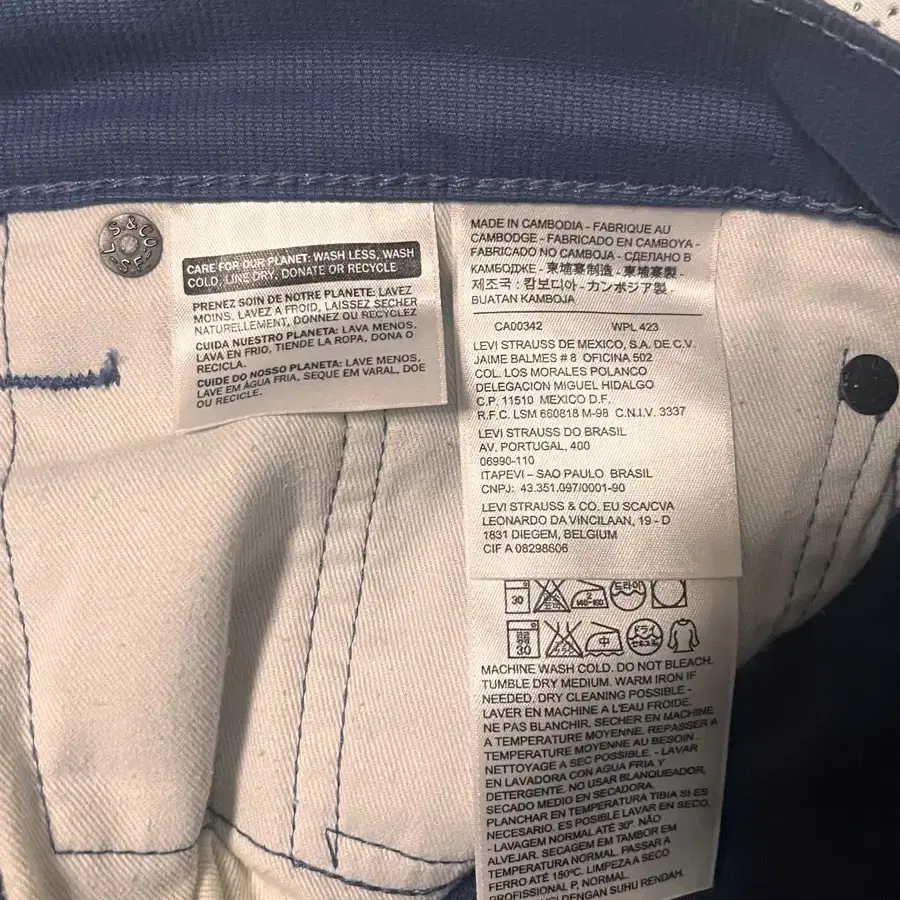 L S & CO
S F
CARE FOR OUR PLANET: WASH LESS, WASH
COLD, LINE DRY, DONATE OR RECYCLE
PRENEZ SOIN DE NOTRE PLANETE: LAVEZ
MOINS, LAVEZ A FROID, LAISSEZ SECHER
NATURELLEMENT, DONNEZ OU RECYCLEZ
CUIDA NUESTRO PLANETA: LAVA MENOS,
LAVA EN FRIO, TIENDE LA ROPA, DONA O
RECICLA.
CUIDE DO NOSSO PLANETA: LAVE MENOS,
LAVE EM ÁGUA FRIA, SEQUE EM VARAL, DOE
OU RECICLE.
MADE IN CAMBODIA - FABRIQUE AU
CAMBODGE - FABRICADO EN CAMBOYA -
FABRICADO NO CAMBOJA - СДЕЛАНО В
КАМБОДЖЕ - 柬埔寨制造 - 柬埔寨製 -
제조국 : 캄보디아 - カンボジア製 -
BUATAN KAMBOJA
CA00342 WPL 423
LEVI STRAUSS DE MEXICO, S.A. DE C.V.
JAIME BALMES # 8 OFICINA 502
COL. LOS MORALES POLANCO
DELEGACION MIGUEL HIDALGO
C.P. 11510 MEXICO D.F.
R.F.C. LSM 660818 M-98 C.N.I.V. 3337
LEVI STRAUSS DO BRASIL
AV. PORTUGAL, 400
06990-110
ITAPEVI – SAO PAULO BRASIL
CNPJ: 43.351.097/0001-90
LEVI STRAUSS & CO. EU SCA/CVA
LEONARDO DA VINCILAAN, 19 - D
1831 DIEGEM, BELGIUM
CIF A 08298606
30 2 140-160 드라이
30 中 ドライ
MACHINE WASH COLD. DO NOT BLEACH.
TUMBLE DRY MEDIUM. WARM IRON IF
NEEDED. DRY CLEANING POSSIBLE -
LAVER EN MACHINE A L'EAU FROIDE.
NE PAS BLANCHIR. SECHER EN MACHINE
A TEMPERATURE MOYENNE. REPASSER A
TEMPERATURE MOYENNE AU BESOIN.
NETTOYAGE A SEC POSSIBLE. - LAVAR
EN LAVADORA CON AGUA FRIA Y
DETERGENTE. NO USAR BLANQUEADOR,
SECADO MEDIO EN SECADORA.
PLANCHAR EN TEMPERATURA TIBIA SI ES
NECESARIO. ES POSIBLE LAVAR EN SECO.
- LAVAGEM NORMAL ATÉ 30º. NÃO
ALVEJAR. SECAGEM EM TAMBOR EM
TEMPERATURA NORMAL. PASSAR A
FERRO ATÉ 150ºC. LIMPEZA A SECO
PROFISSIONAL P, NORMAL.
DENGAN SUHU RENDAH.